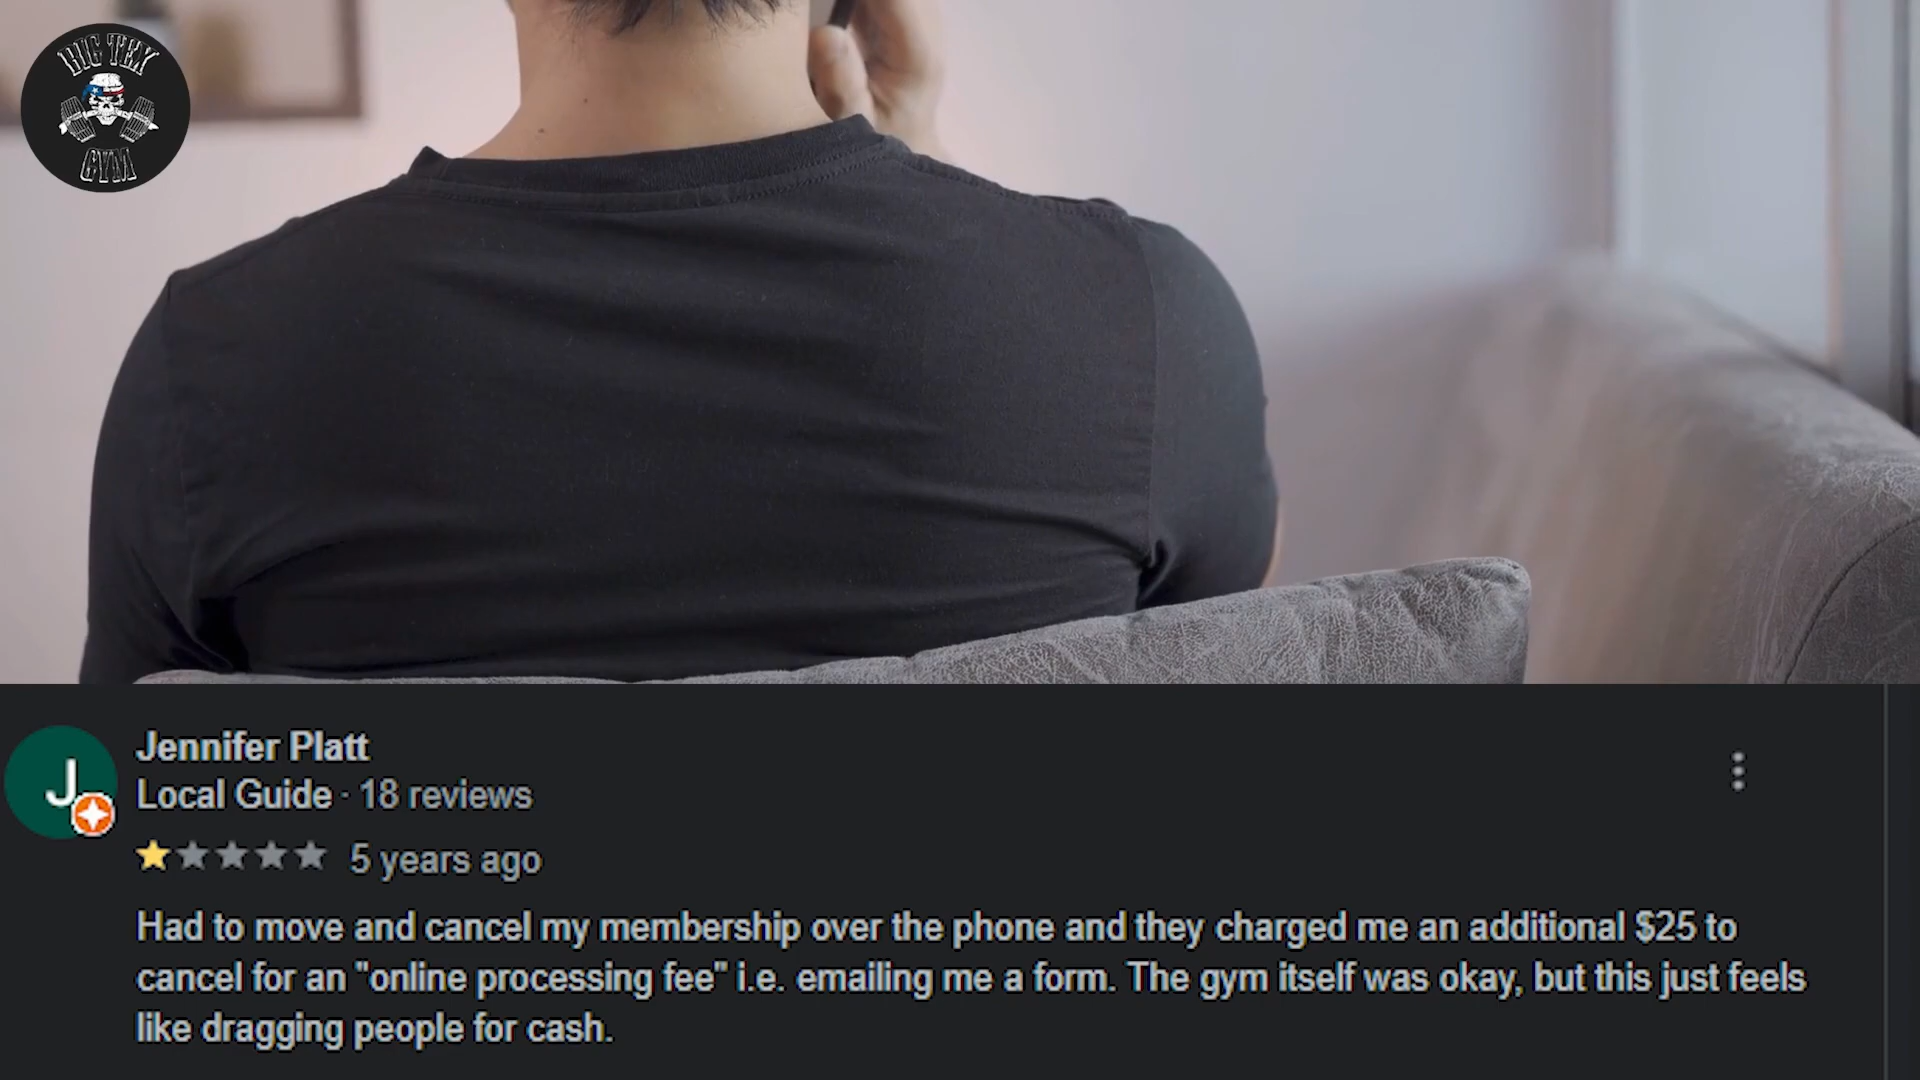 BIG TEX
GYM
J
Jennifer Platt
Local Guide · 18 reviews
5 years ago
Had to move and cancel my membership over the phone and they charged me an additional $25 to
cancel for an "online processing fee" i.e. emailing me a form. The gym itself was okay, but this just feels
like dragging people for cash.